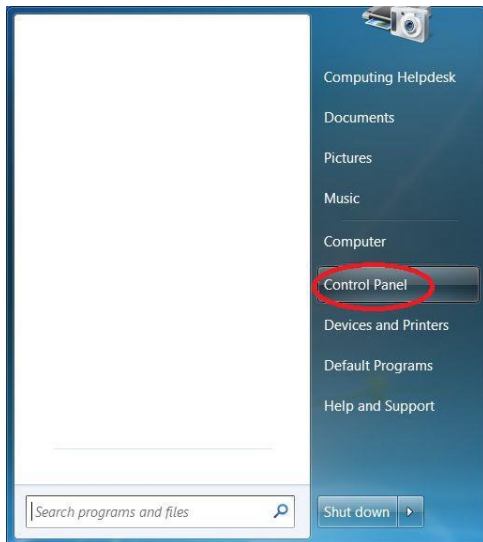 Computing Helpdesk
Documents
Pictures
Music
Computer
Control Panel
Devices and Printers
Default Programs
Help and Support
Search programs and files
Shut down